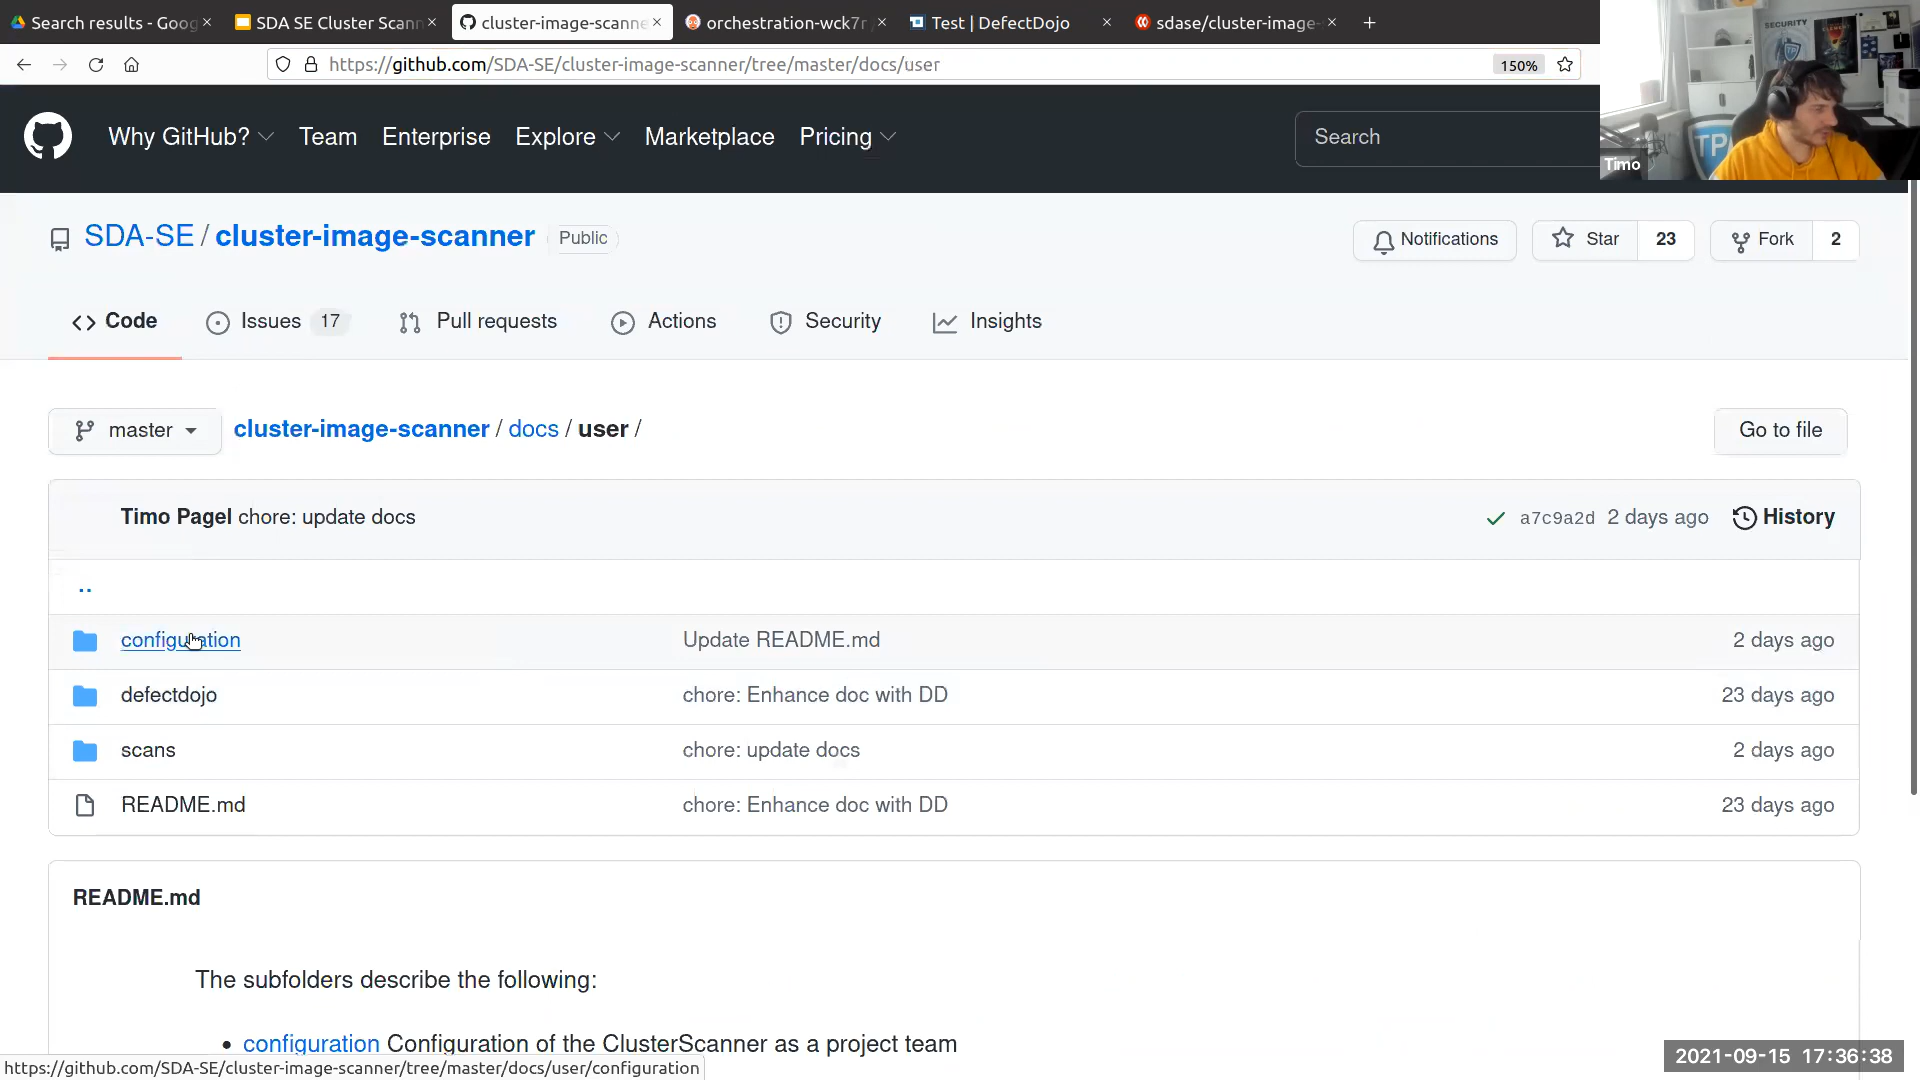 Search results - Goog
SDA SE Cluster Scann
cluster-image-scanne
orchestration-wck7r
Test | DefectDojo
sdase/cluster-image-
https://github.com/SDA-SE/cluster-image-scanner/tree/master/docs/user
150%
SECURITY
TP
Timo
Why GitHub?
Team
Enterprise
Explore
Marketplace
Pricing
Search
SDA-SE / cluster-image-scanner
Public
Notifications
Star
23
Fork
2
Code
Issues
17
Pull requests
Actions
Security
Insights
master
cluster-image-scanner / docs / user /
Go to file
Timo Pagel chore: update docs
a7c9a2d 2 days ago
History
..
configuration
Update README.md
2 days ago
defectdojo
chore: Enhance doc with DD
23 days ago
scans
chore: update docs
2 days ago
README.md
chore: Enhance doc with DD
23 days ago
README.md
The subfolders describe the following:
• configuration Configuration of the ClusterScanner as a project team
https://github.com/SDA-SE/cluster-image-scanner/tree/master/docs/user/configuration
2021-09-15 17:36:38